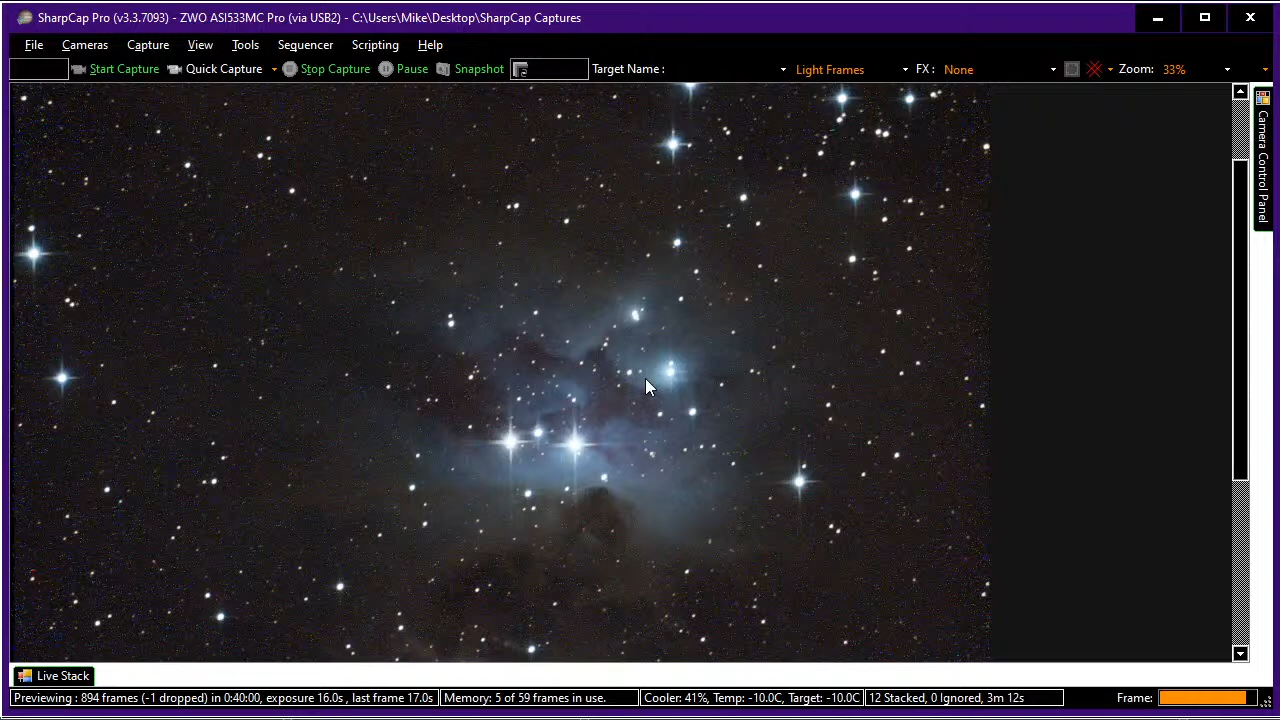 SharpCap Pro (v3.3.7093) - ZWO ASI533MC Pro (via USB2) - C:\Users\Mike\Desktop\SharpCap Captures
File Cameras Capture View Tools Sequencer Scripting Help
Start Capture Quick Capture Stop Capture Pause Snapshot Target Name : Light Frames FX : None Zoom: 33%
Camera Control Panel
Live Stack
Previewing : 894 frames (-1 dropped) in 0:40:00, exposure 16.0s , last frame 17.0s Memory: 5 of 59 frames in use. Cooler: 41%, Temp: -10.0C, Target: -10.0C 12 Stacked, 0 Ignored, 3m 12s Frame: